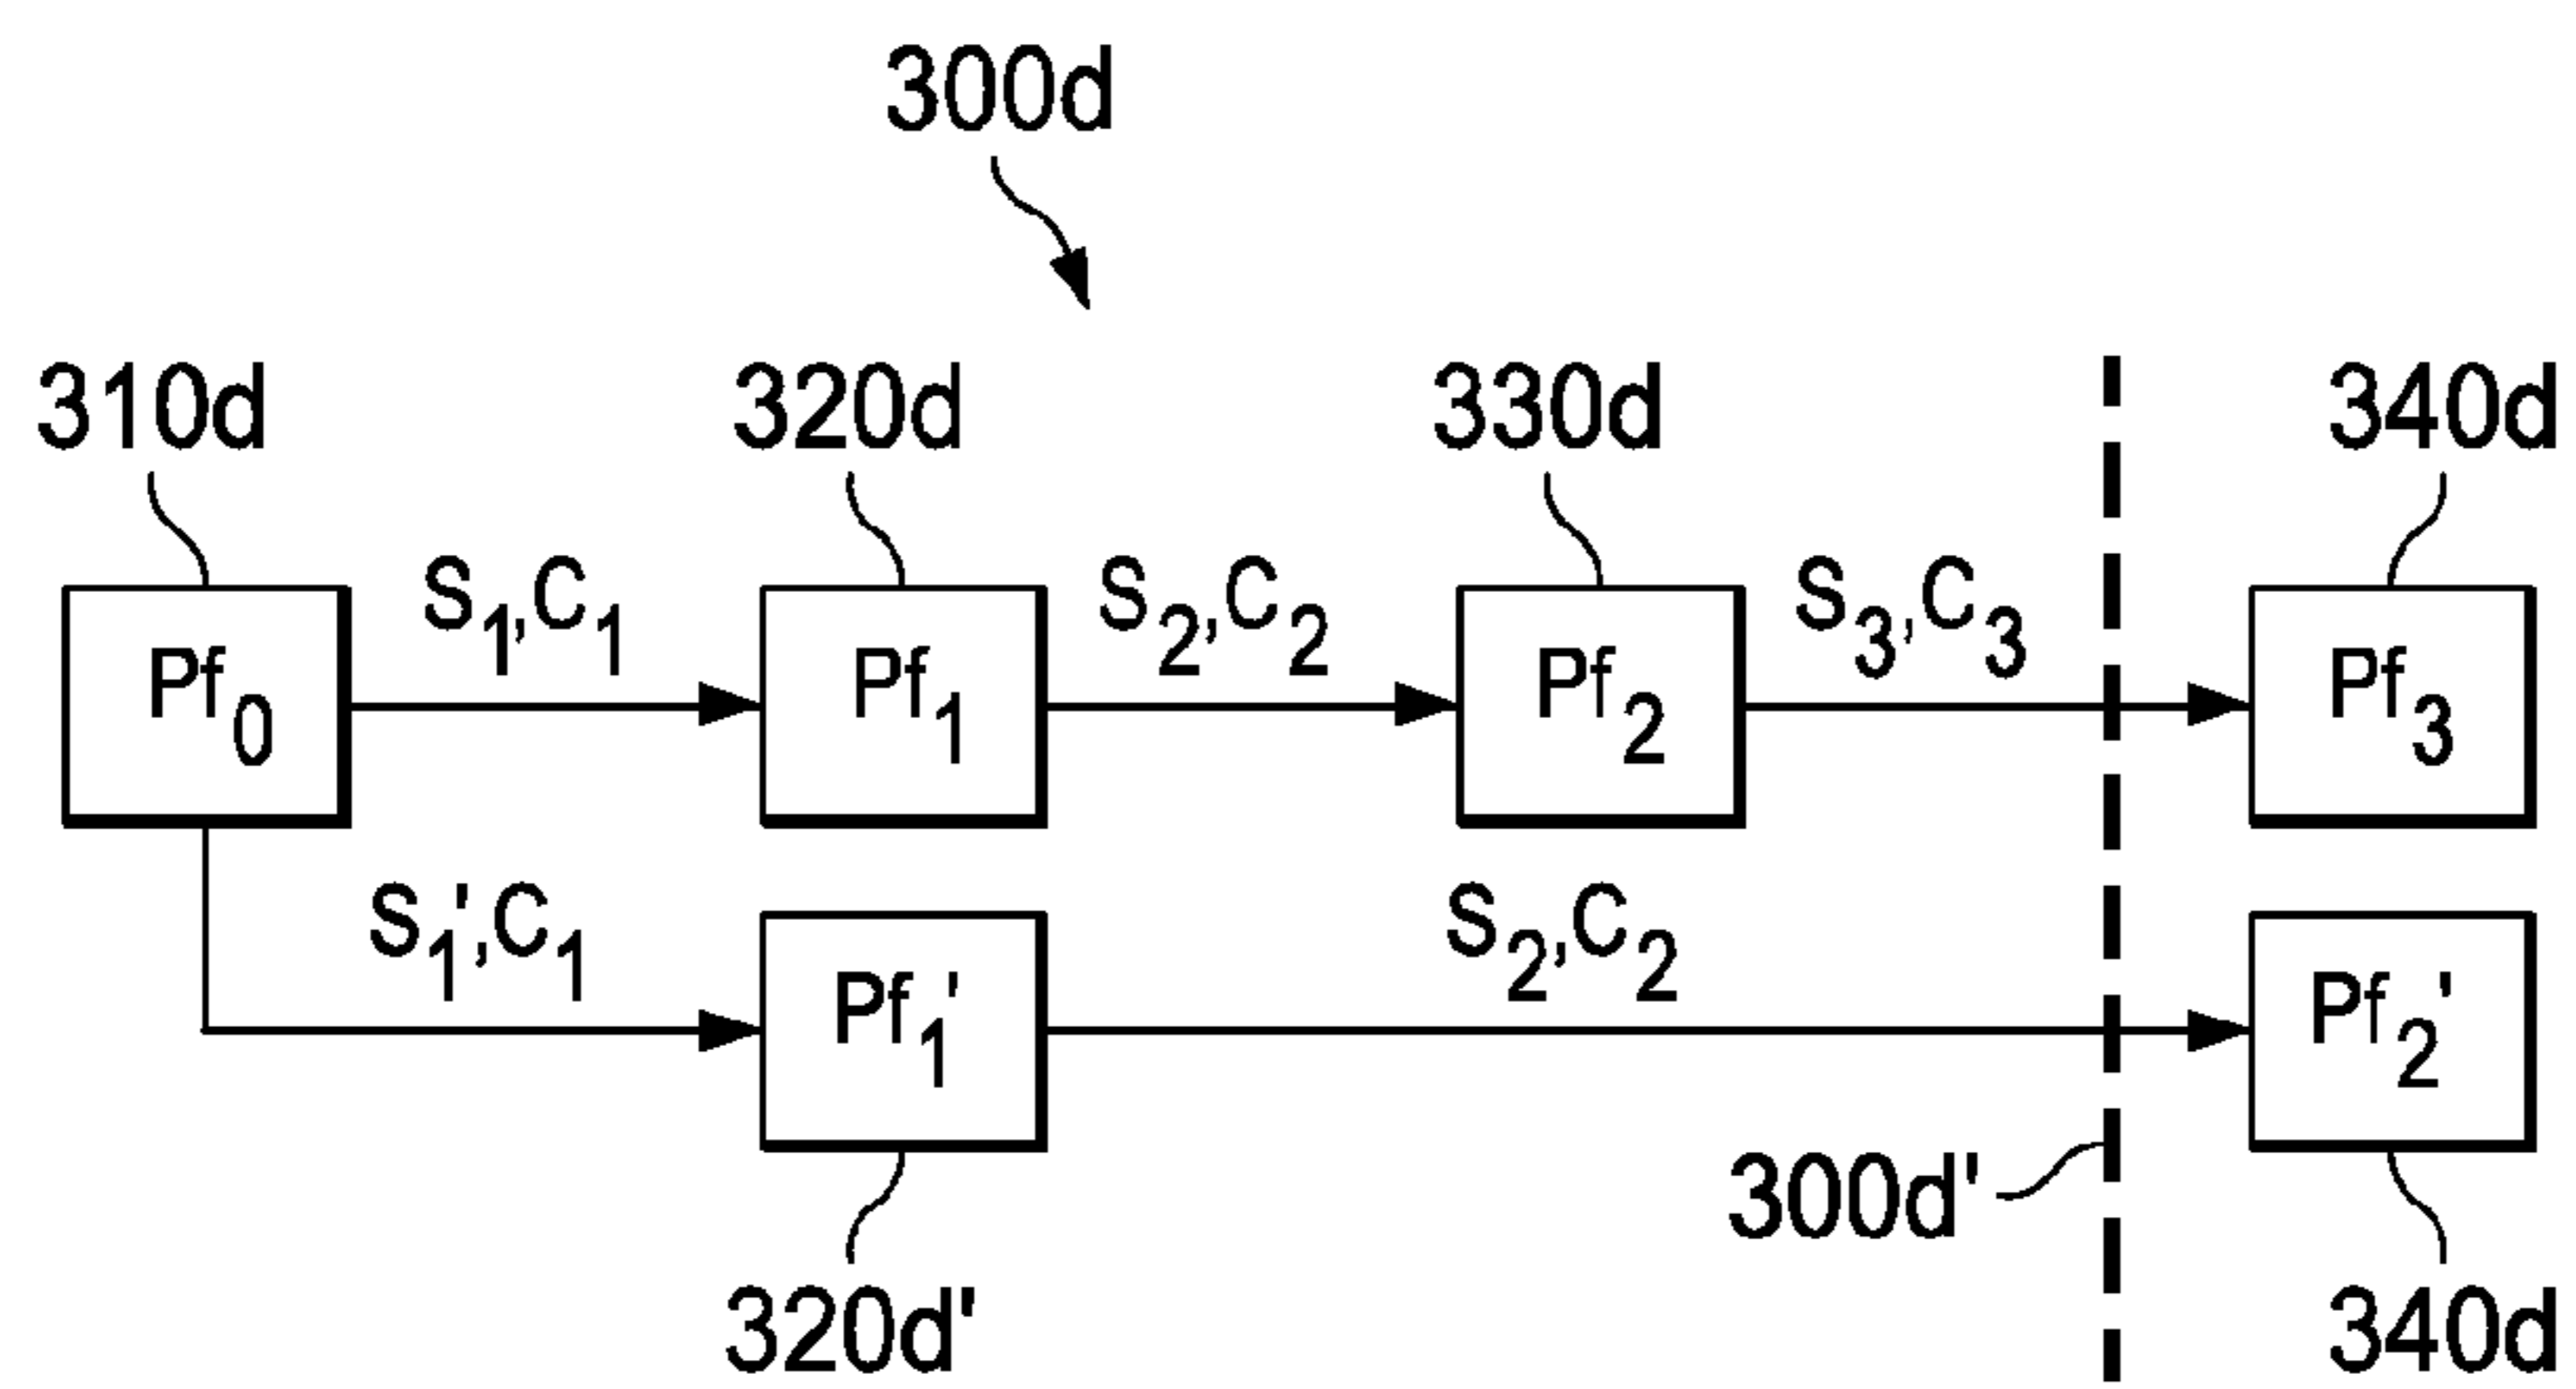 300d
310d 320d 330d 340d
S1,C1 S2,C2 S3,C3
Pf0 Pf1 Pf2 Pf3
S1',C1 S2,C2
Pf1' Pf2'
300d'
320d' 340d